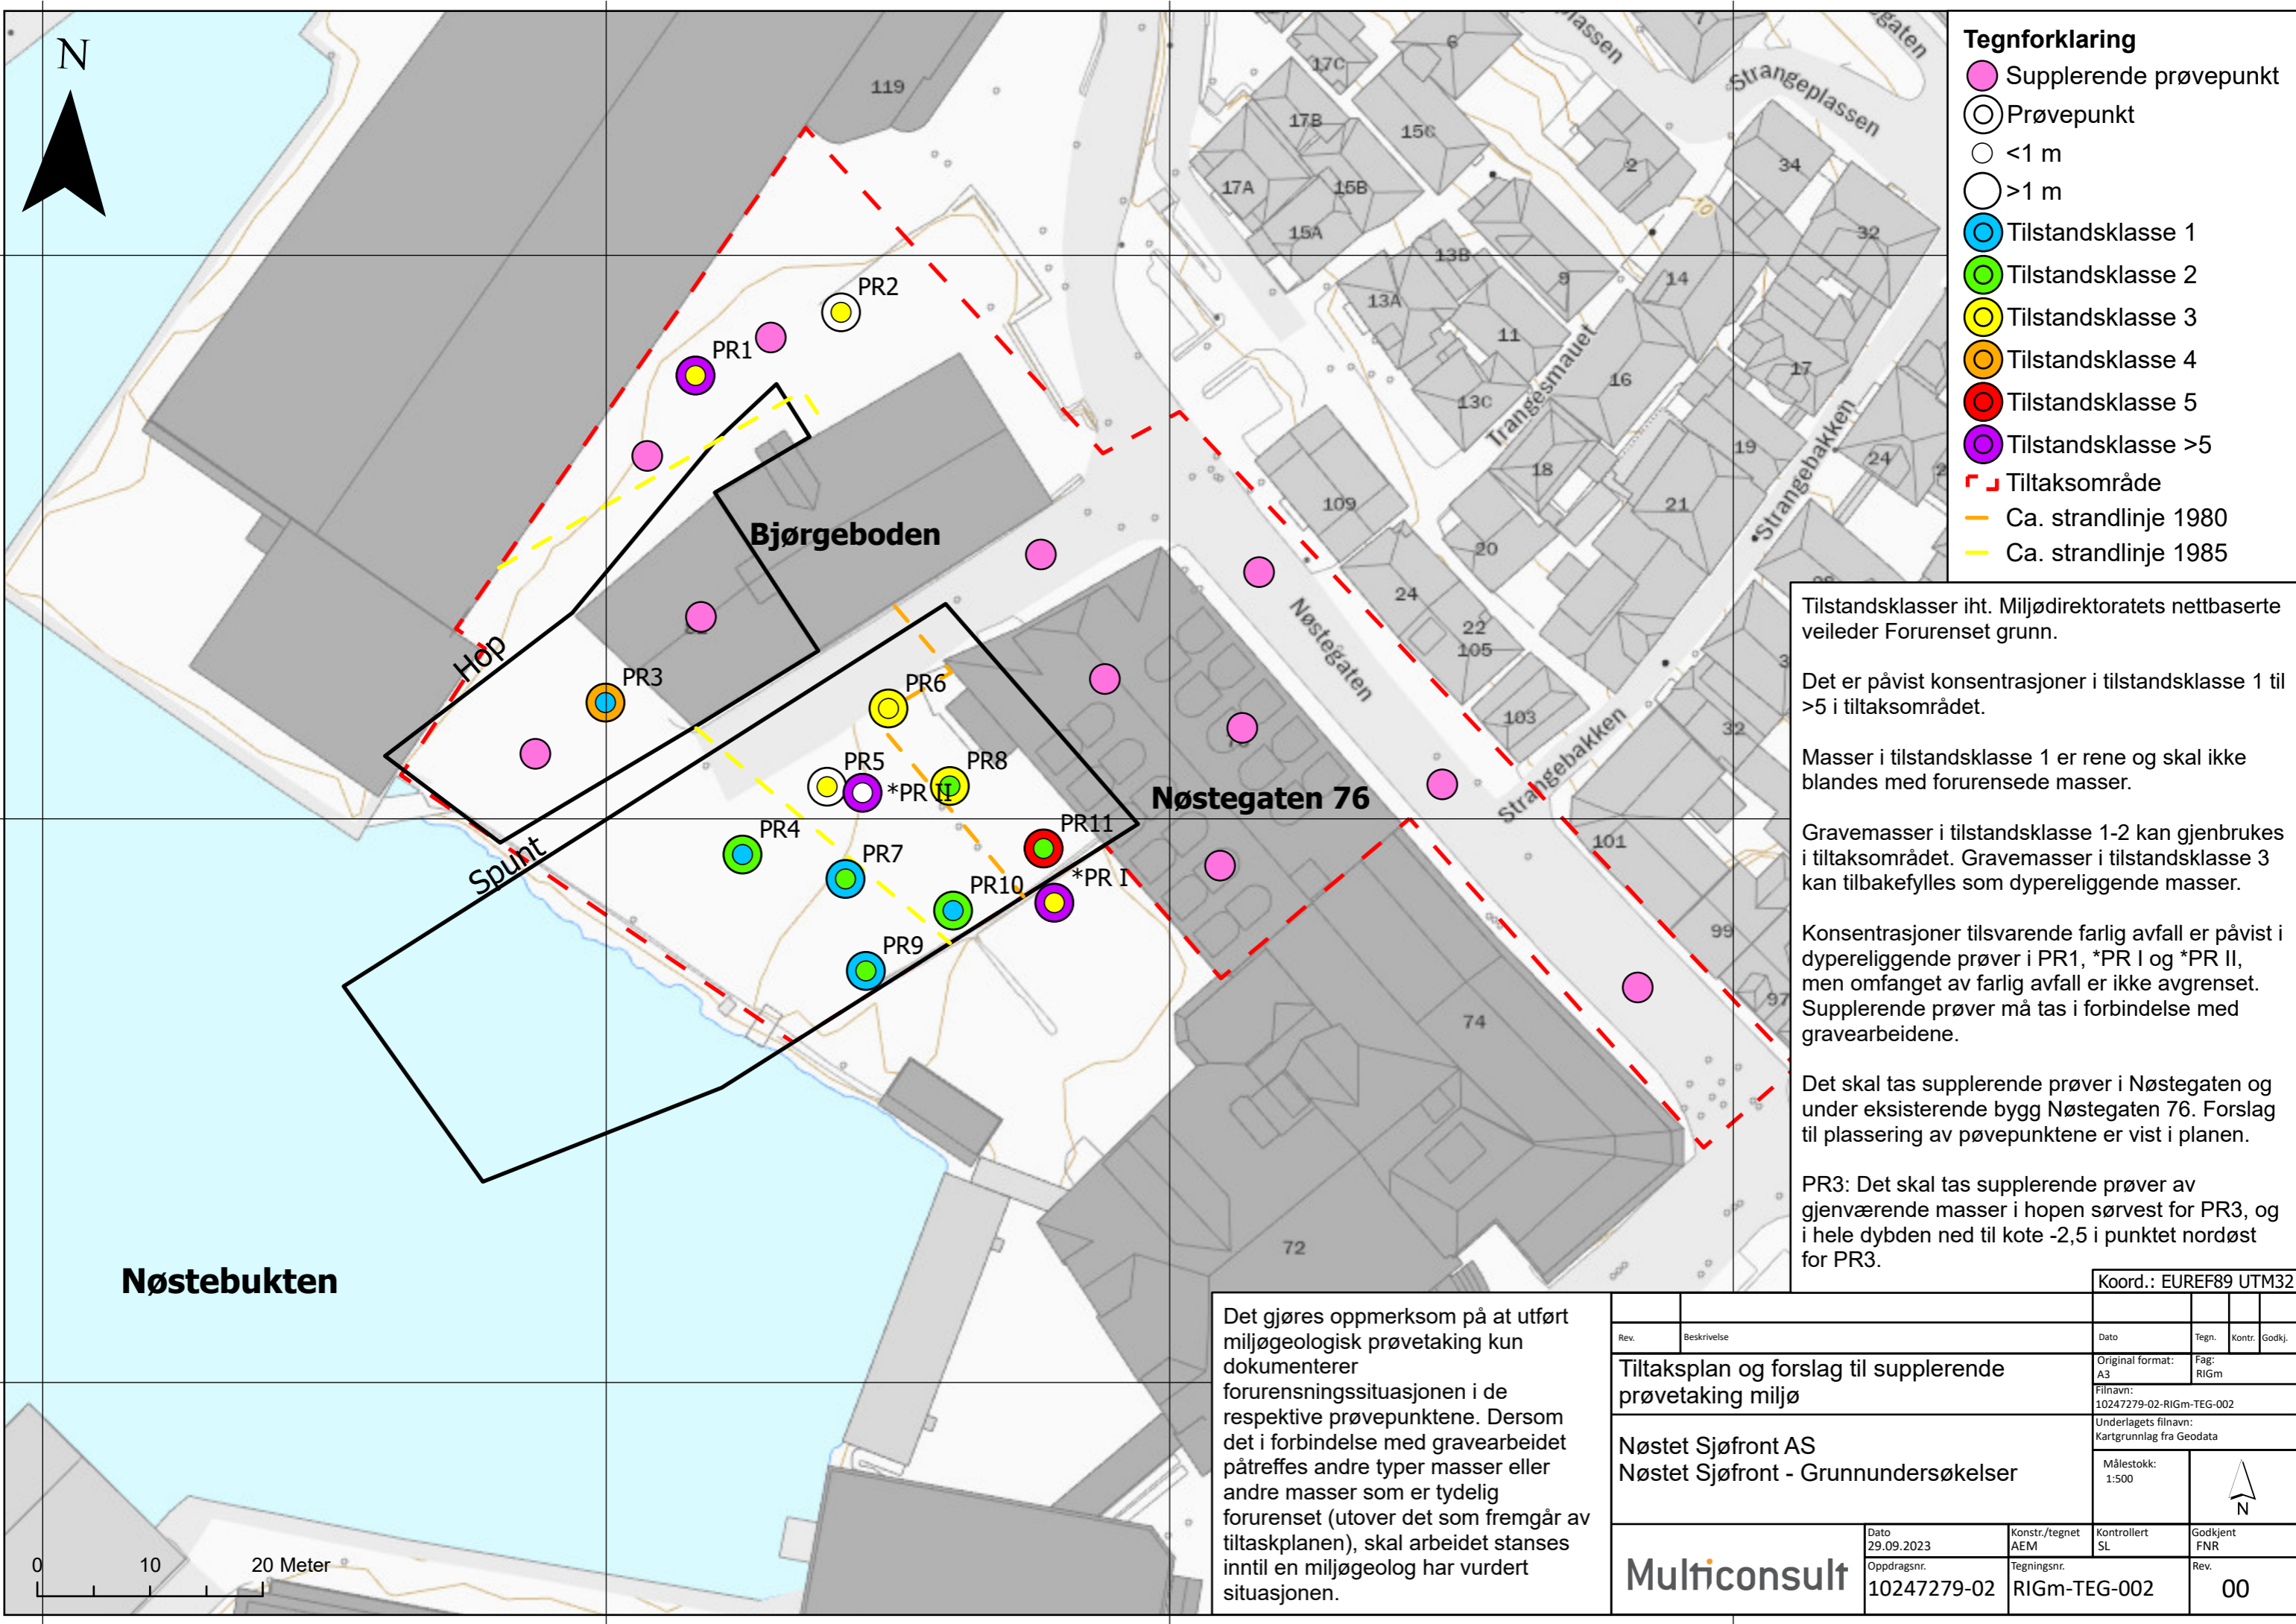 N
Tegnforklaring
Supplerende prøvepunkt
Prøvepunkt
<1 m
>1 m
Tilstandsklasse 1
Tilstandsklasse 2
Tilstandsklasse 3
Tilstandsklasse 4
Tilstandsklasse 5
Tilstandsklasse >5
Tiltaksområde
Ca. strandlinje 1980
Ca. strandlinje 1985
Tilstandsklasser iht. Miljødirektoratets nettbaserte
veileder Forurenset grunn.
Det er påvist konsentrasjoner i tilstandsklasse 1 til
>5 i tiltaksområdet.
Masser i tilstandsklasse 1 er rene og skal ikke
blandes med forurensede masser.
Gravemasser i tilstandsklasse 1-2 kan gjenbrukes
i tiltaksområdet. Gravemasser i tilstandsklasse 3
kan tilbakefylles som dypereliggende masser.
Konsentrasjoner tilsvarende farlig avfall er påvist i
dypereliggende prøver i PR1, *PR I og *PR II,
men omfanget av farlig avfall er ikke avgrenset.
Supplerende prøver må tas i forbindelse med
gravearbeidene.
Det skal tas supplerende prøver i Nøstegaten og
under eksisterende bygg Nøstegaten 76. Forslag
til plassering av pøvepunktene er vist i planen.
PR3: Det skal tas supplerende prøver av
gjenværende masser i hopen sørvest for PR3, og
i hele dybden ned til kote -2,5 i punktet nordøst
for PR3.
Koord.: EUREF89 UTM32
119
17C
6
7
17B
15C
17A
15B
15A
2
34
Strangeplassen
32
10
13B
13A
9
14
11
Trangesmauet
16
17
13C
19
24
18
109
21
Strangebakken
20
24
22
105
Nøstegaten
103
32
Strangebakken
101
99
97
74
72
PR2
PR1
Bjørgeboden
Hop
PR3
PR6
PR5
*PR II
PR8
Nøstegaten 76
Spunt
PR4
PR7
PR11
*PR I
PR10
PR9
Nøstebukten
0 10 20 Meter
Det gjøres oppmerksom på at utført
miljøgeologisk prøvetaking kun
dokumenterer
forurensningssituasjonen i de
respektive prøvepunktene. Dersom
det i forbindelse med gravearbeidet
påtreffes andre typer masser eller
andre masser som er tydelig
forurenset (utover det som fremgår av
tiltaskplanen), skal arbeidet stanses
inntil en miljøgeolog har vurdert
situasjonen.
Rev. Beskrivelse Dato Tegn. Kontr. Godkj.
Tiltaksplan og forslag til supplerende
prøvetaking miljø
Original format:
A3
Fag:
RIGm
Filnavn:
10247279-02-RIGm-TEG-002
Underlagets filnavn:
Kartgrunnlag fra Geodata
Nøstet Sjøfront AS
Nøstet Sjøfront - Grunnundersøkelser
Målestokk:
1:500
N
Multiconsult
Dato
29.09.2023
Konstr./tegnet
AEM
Kontrollert
SL
Godkjent
FNR
Oppdragsnr.
10247279-02
Tegningsnr.
RIGm-TEG-002
Rev.
00